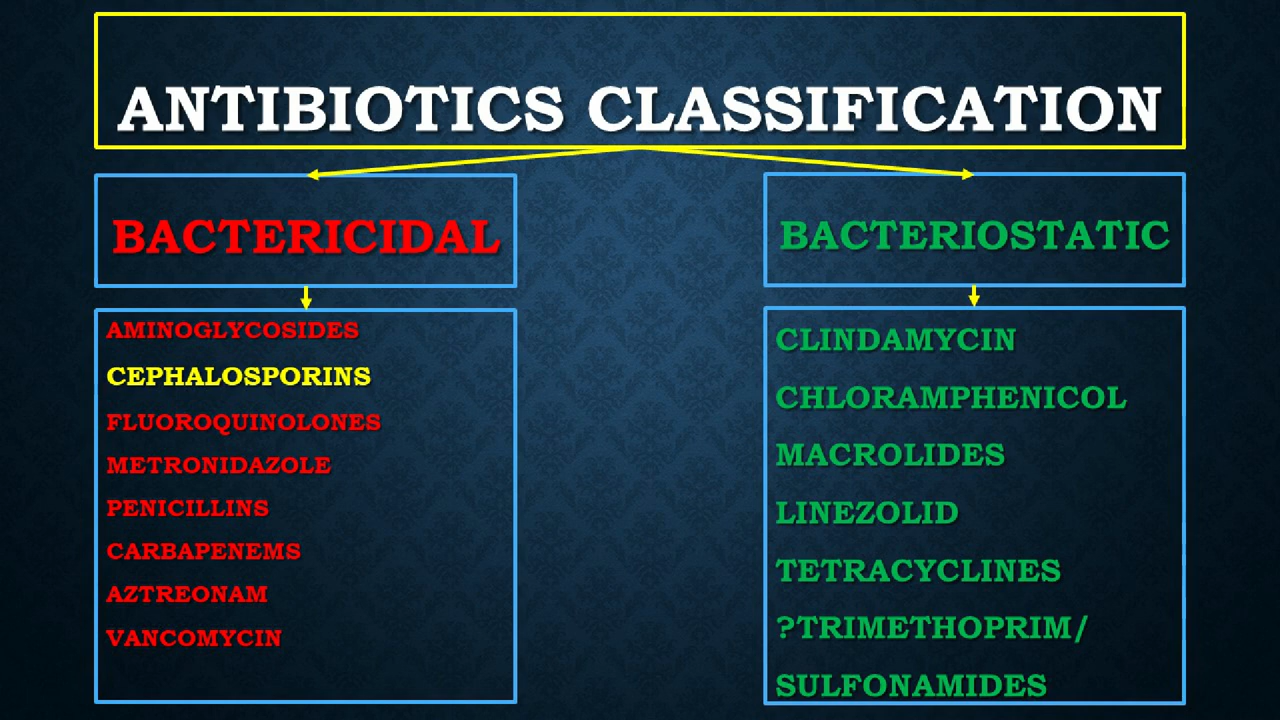 ANTIBIOTICS CLASSIFICATION
BACTERICIDAL
AMINOGLYCOSIDES
CEPHALOSPORINS
FLUOROQUINOLONES
METRONIDAZOLE
PENICILLINS
CARBAPENEMS
AZTREONAM
VANCOMYCIN
BACTERIOSTATIC
CLINDAMYCIN
CHLORAMPHENICOL
MACROLIDES
LINEZOLID
TETRACYCLINES
?TRIMETHOPRIM/
SULFONAMIDES